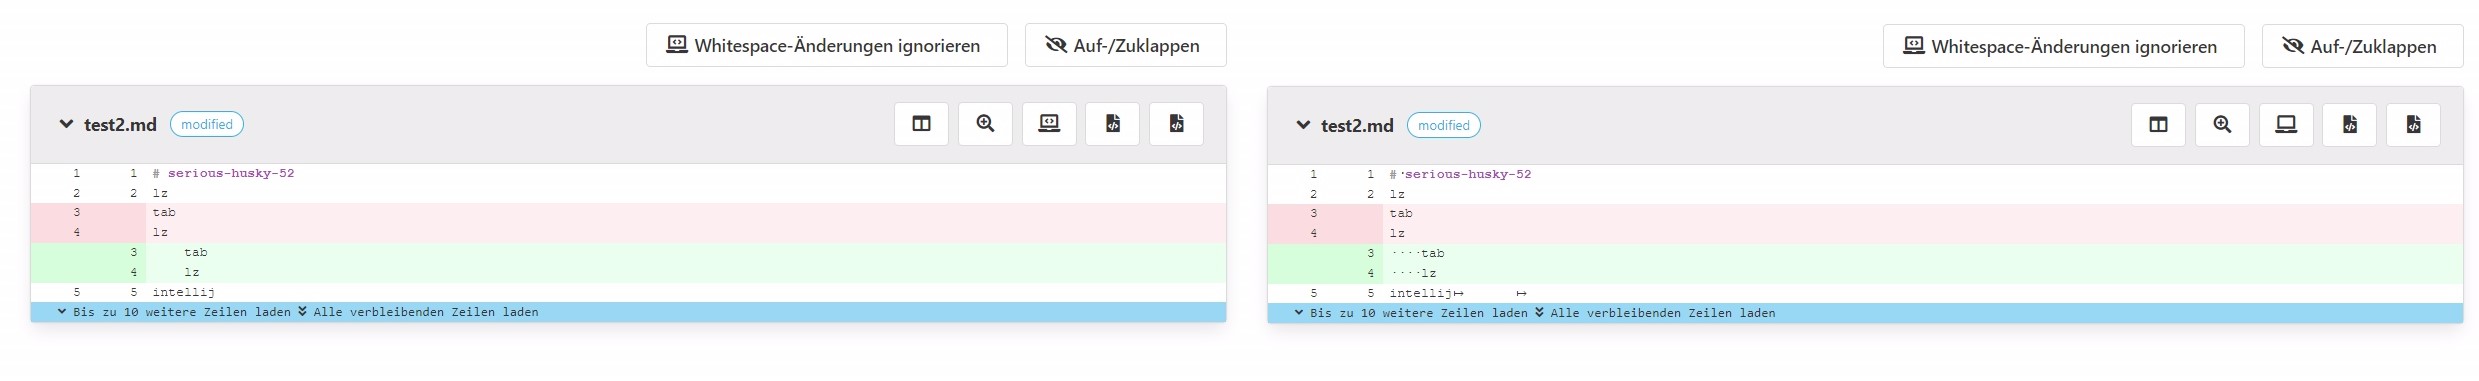 Whitespace-Änderungen ignorieren Auf-/Zuklappen
test2.md modified
1 1 # serious-husky-52
2 2 lz
3 tab
4 lz
3     tab
4     lz
5 5 intellij
Bis zu 10 weitere Zeilen laden Alle verbleibenden Zeilen laden
Whitespace-Änderungen ignorieren Auf-/Zuklappen
test2.md modified
1 1 #·serious-husky-52
2 2 lz
3 tab
4 lz
3 ····tab
4 ····lz
5 5 intellij↦ ↦
Bis zu 10 weitere Zeilen laden Alle verbleibenden Zeilen laden